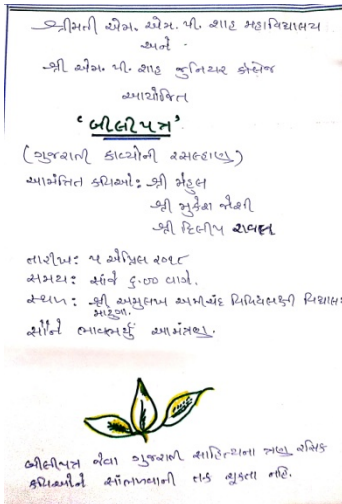 શ્રીમતી એમ. એમ. પી. શાહ મહાવિદ્યાલય
અને
શ્રી એમ. પી. શાહ જુનિયર કોલેજ
આયોજિત
'બીલીપત્ર'
(ગુજરાતી કાવ્યોની રસલ્હાણ)
આમંત્રિત કવિઓ: શ્રી મેહુલ
શ્રી મુકેશ જોશી
શ્રી દિલીપ રાવલ
તારીખ: ૫ એપ્રિલ ૨૦૧૮
સમય: સાંજે ૬.૦૦ વાગે.
સ્થળ: શ્રી અમુલખ અમીચંદ વિવિધલક્ષી વિદ્યાલય
માટુંગા.
સૌને ભાવભર્યું આમંત્રણ.
બીલીપત્ર જેવા ગુજરાતી સાહિત્યના ત્રણ રસિક
કવિઓને સાંભળવાની તક ચૂકતા નહિ.